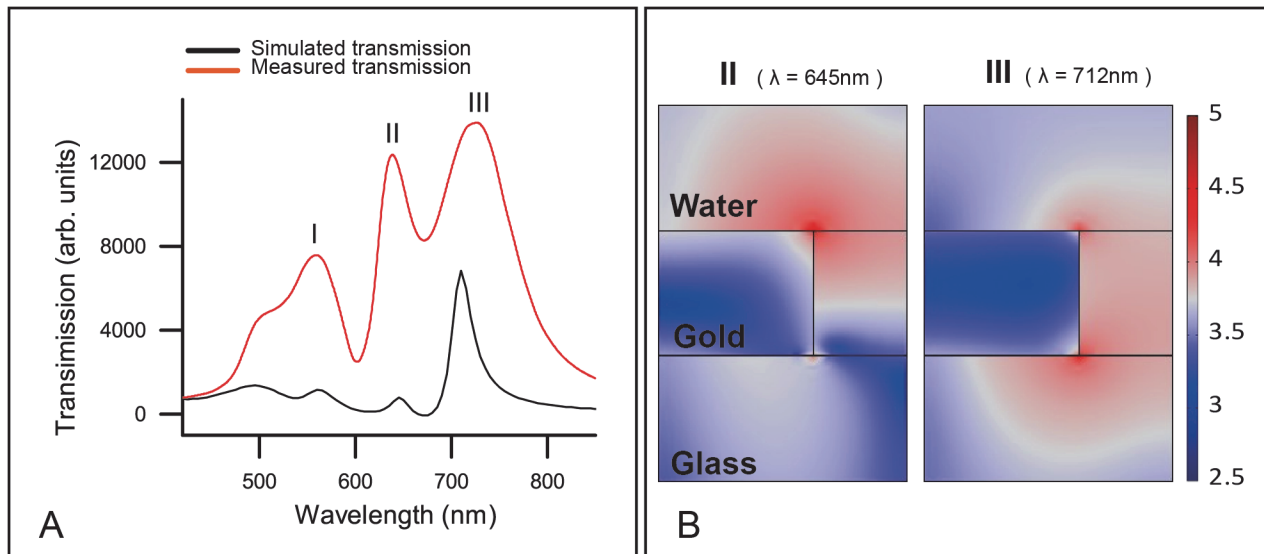 Simulated transmission
Measured transmission
I
II
III
Transimission (arb. units)
12000
8000
4000
0
500 600 700 800
Wavelength (nm)
A
II ( λ = 645nm )
III ( λ = 712nm )
Water
Gold
Glass
5
4.5
4
3.5
3
2.5
B